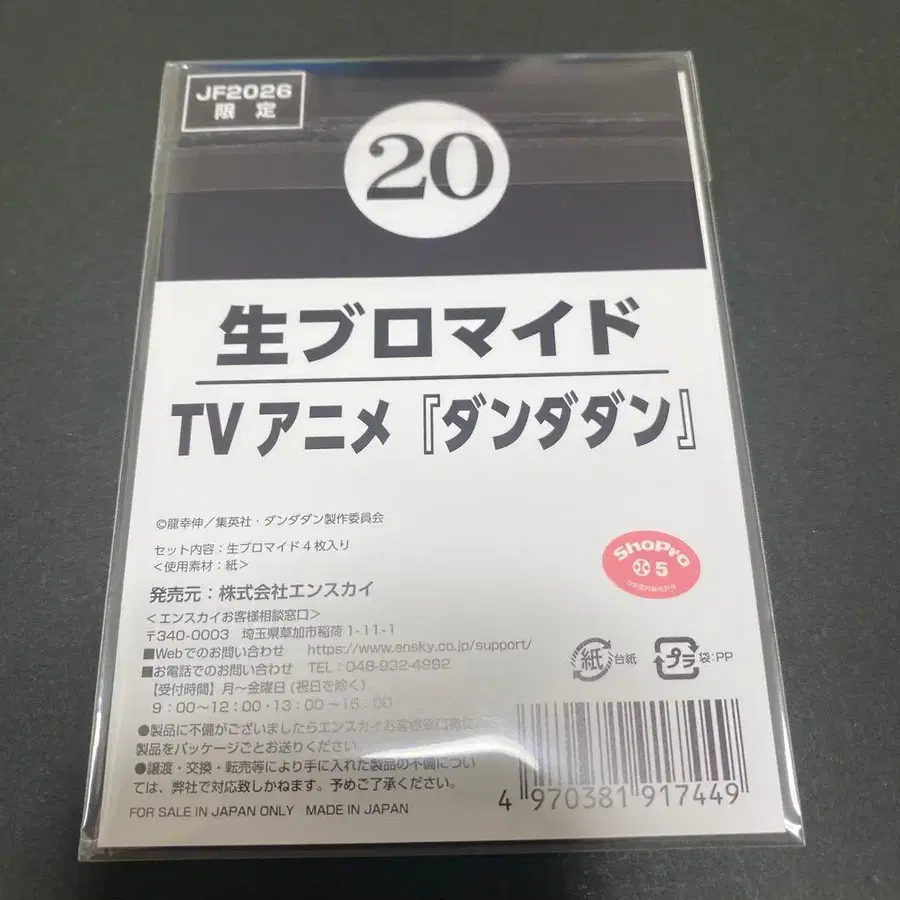 JF2026
限定
20
生ブロマイド
TVアニメ『ダンダダン』
©龍幸伸／集英社・ダンダダン製作委員会
セット内容：生ブロマイド４枚入り
＜使用素材：紙＞
発売元：株式会社エンスカイ
＜エンスカイお客様相談窓口＞
〒340-0003　埼玉県草加市稲荷1-11-1
■Webでのお問い合わせ　https://www.ensky.co.jp/support/
■お電話でのお問い合わせ　TEL：048-932-4992
【受付時間】月～金曜日(祝日を除く)
9：00～12：00・13：00～16：00
●製品に不備がございましたらエンスカイお客様窓口宛に
製品をパッケージごとお送りください。
●譲渡・交換・転売等により手に入れた製品の不備につい
ては、弊社で対応致しかねます。予めご了承ください。
FOR SALE IN JAPAN ONLY　MADE IN JAPAN
ShoPro
5
日本国内販売許可
紙
台紙
プラ
袋:PP
4 970381 917449